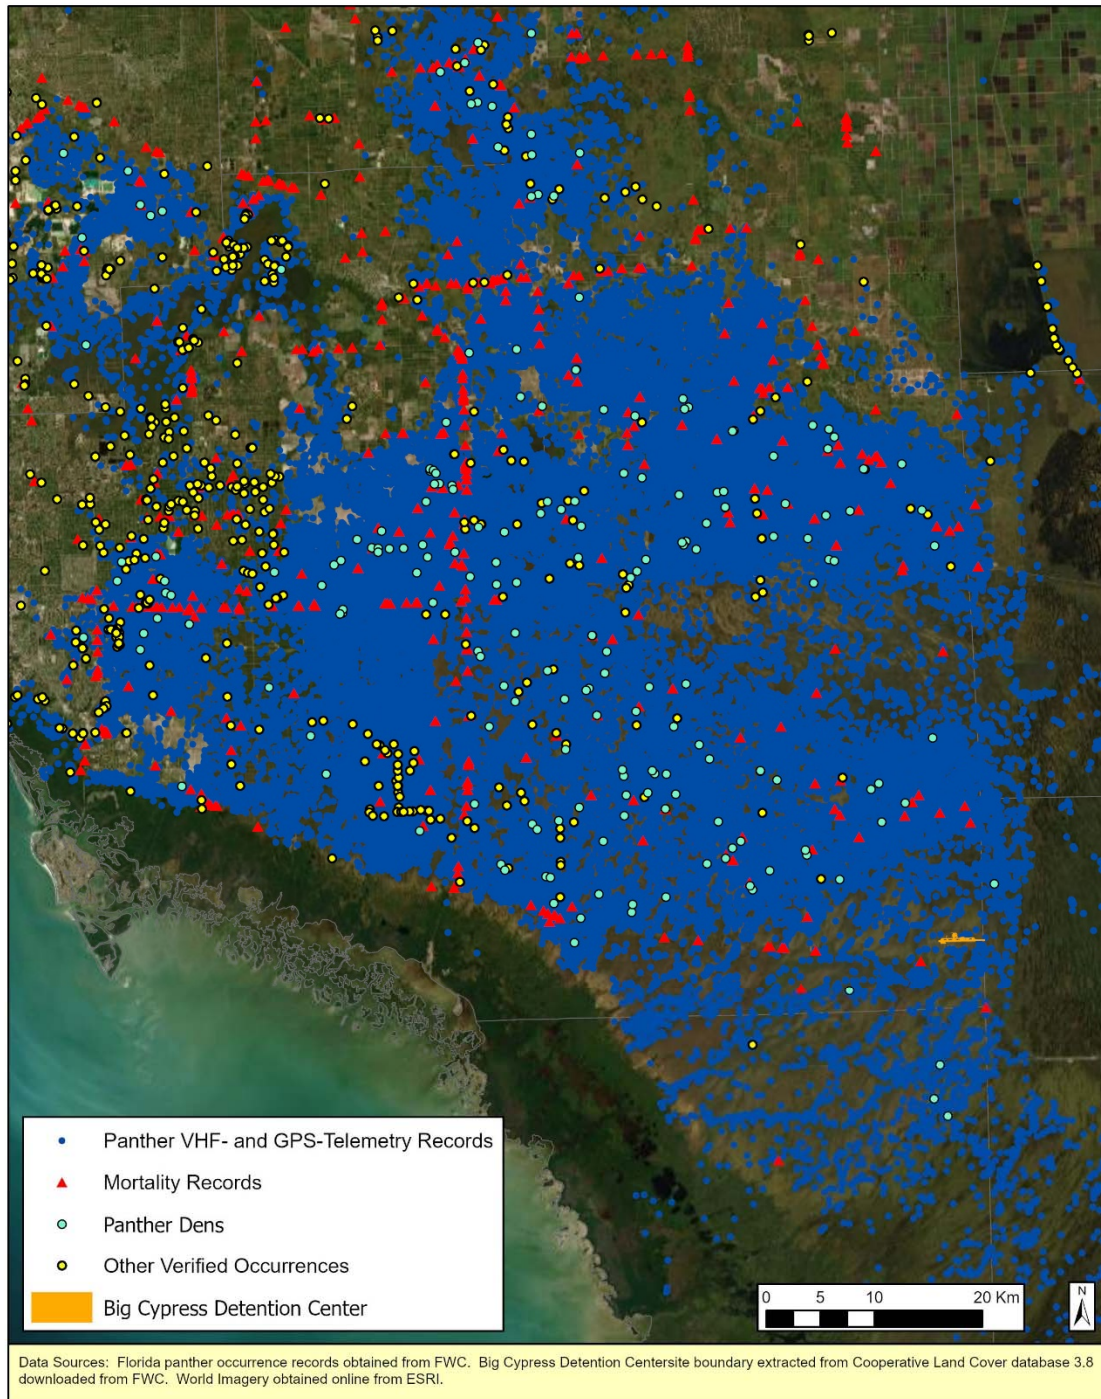 Panther VHF- and GPS-Telemetry Records
Mortality Records
Panther Dens
Other Verified Occurrences
Big Cypress Detention Center
0 5 10 20 Km
N
Data Sources: Florida panther occurrence records obtained from FWC. Big Cypress Detention Centersite boundary extracted from Cooperative Land Cover database 3.8
downloaded from FWC. World Imagery obtained online from ESRI.